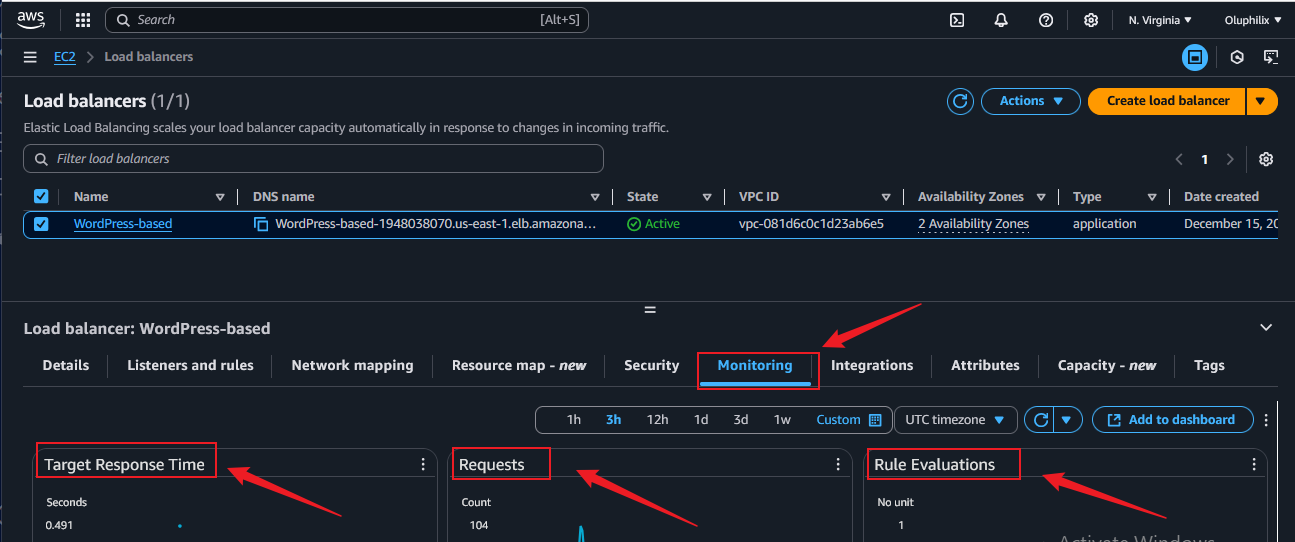 aws Search [Alt+S] N. Virginia Oluphilix
EC2 Load balancers
Load balancers (1/1) Actions Create load balancer
Elastic Load Balancing scales your load balancer capacity automatically in response to changes in incoming traffic.
Filter load balancers 1
Name DNS name State VPC ID Availability Zones Type Date created
WordPress-based WordPress-based-1948038070.us-east-1.elb.amazona... Active vpc-081d6c0c1d23ab6e5 2 Availability Zones application December 15, 20
Load balancer: WordPress-based
Details Listeners and rules Network mapping Resource map - new Security Monitoring Integrations Attributes Capacity - new Tags
1h 3h 12h 1d 3d 1w Custom UTC timezone Add to dashboard
Target Response Time Requests Rule Evaluations
Seconds Count No unit
0.491 104 1
Activate Windows